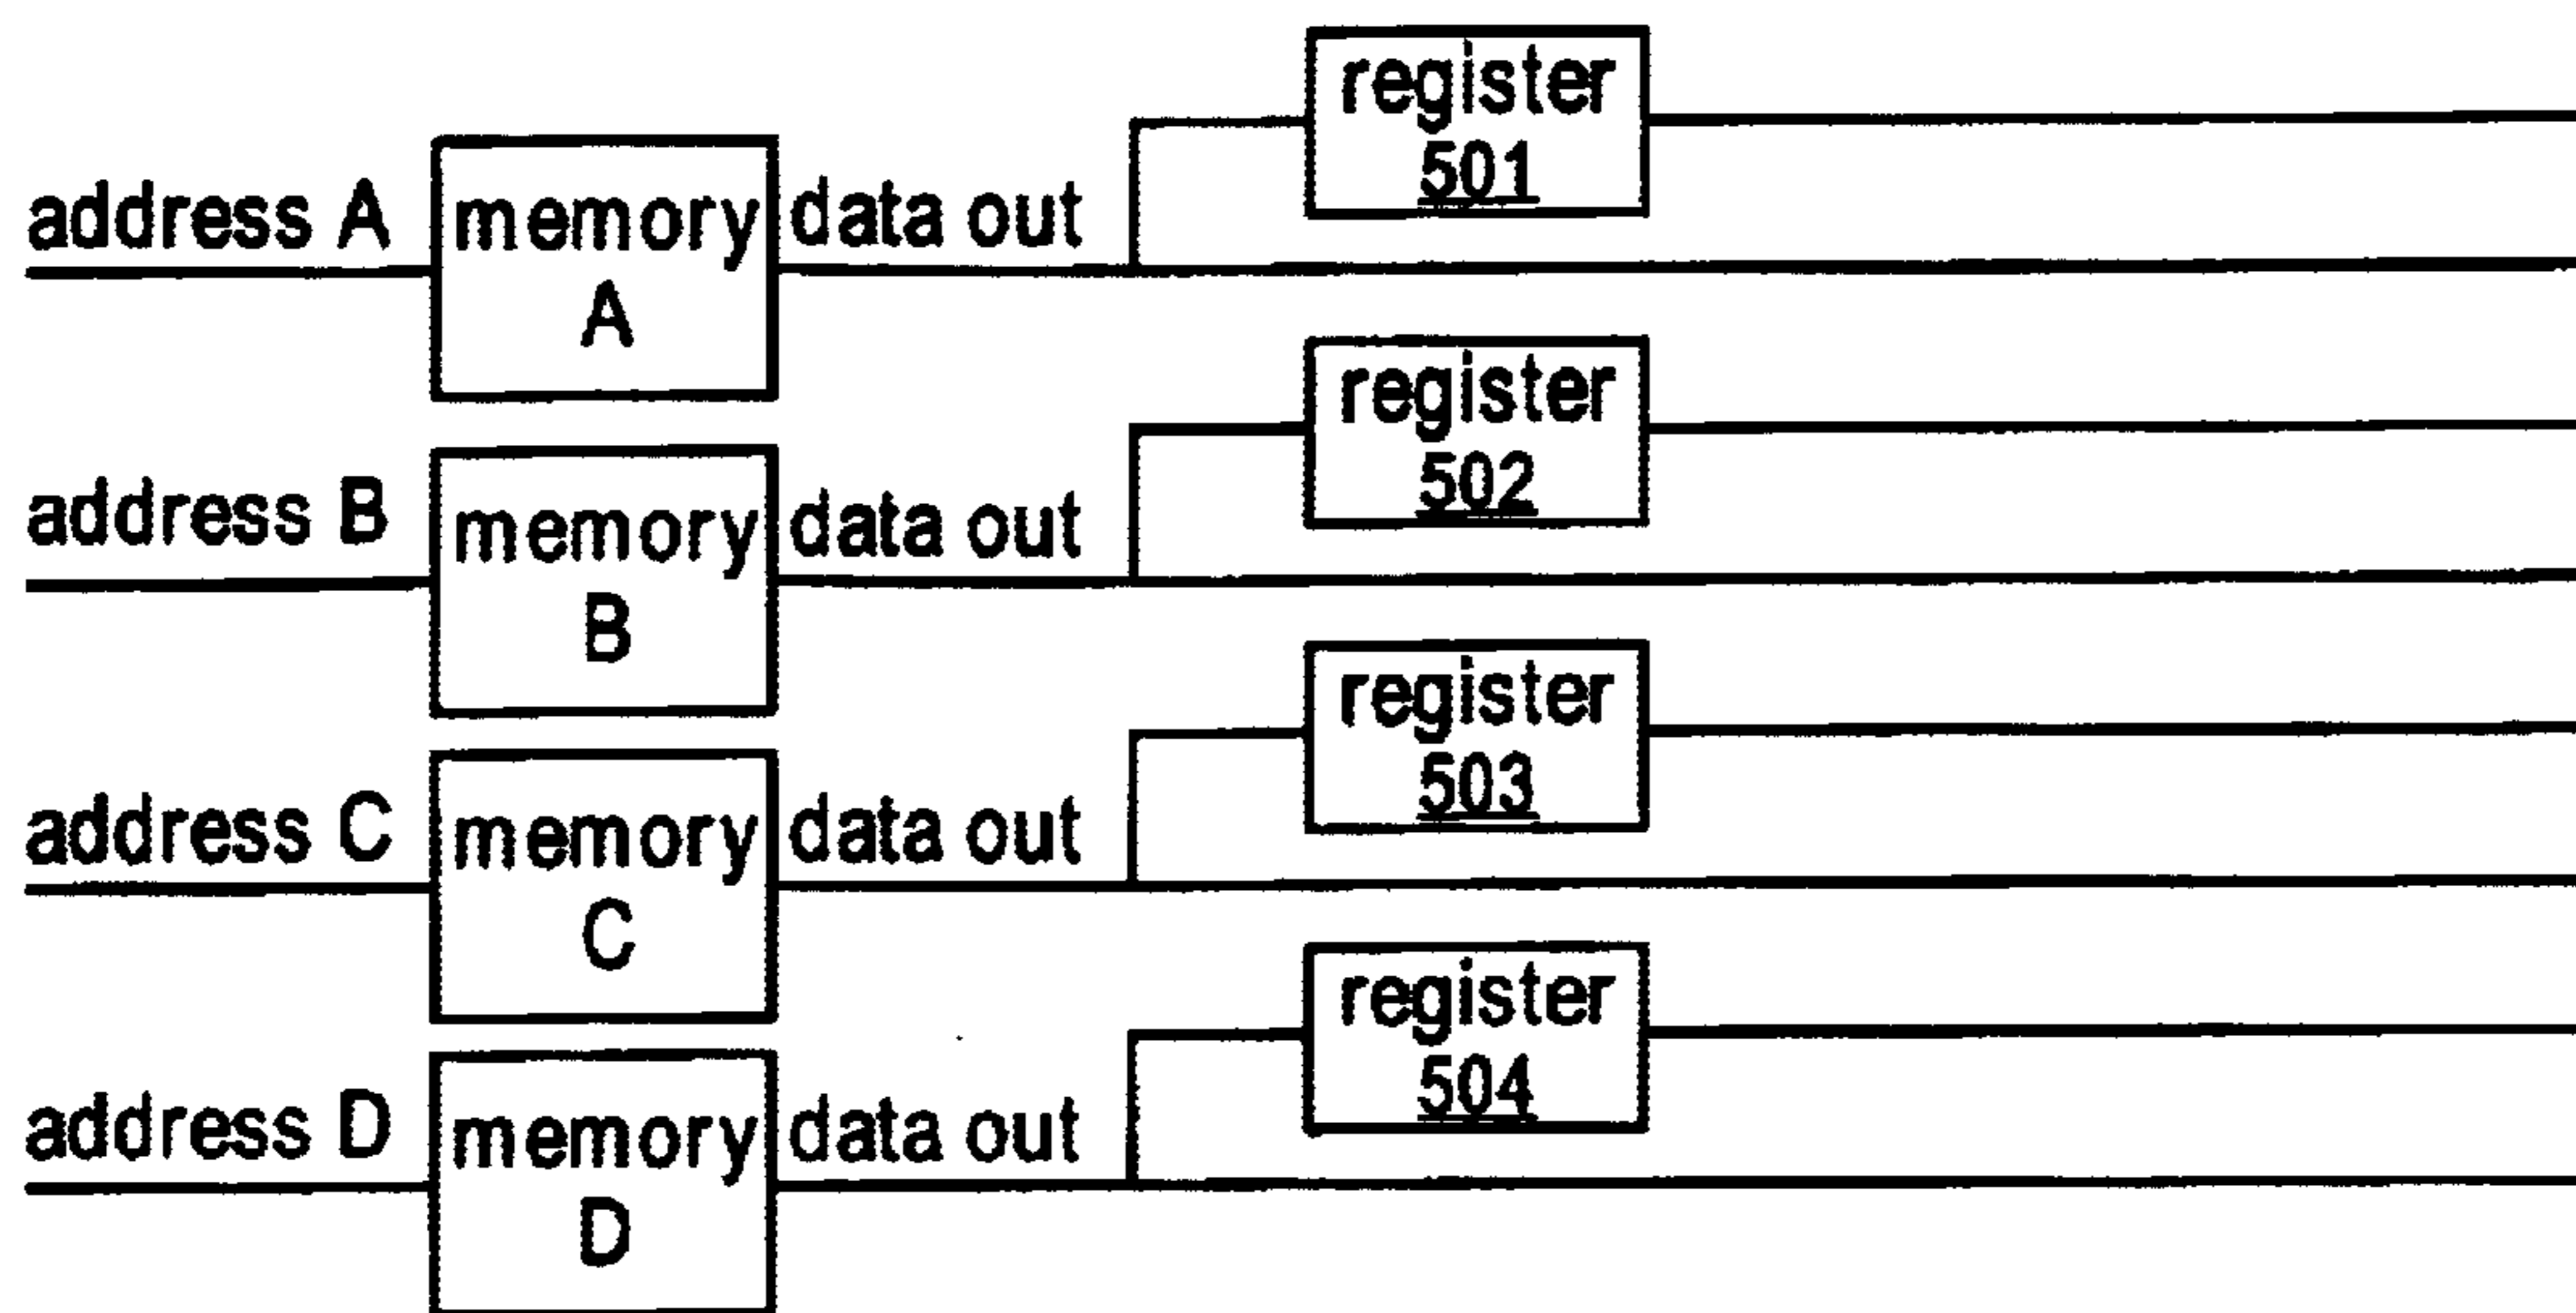 register
501
address A
memory
A
data out
register
502
address B
memory
B
data out
register
503
address C
memory
C
data out
register
504
address D
memory
D
data out